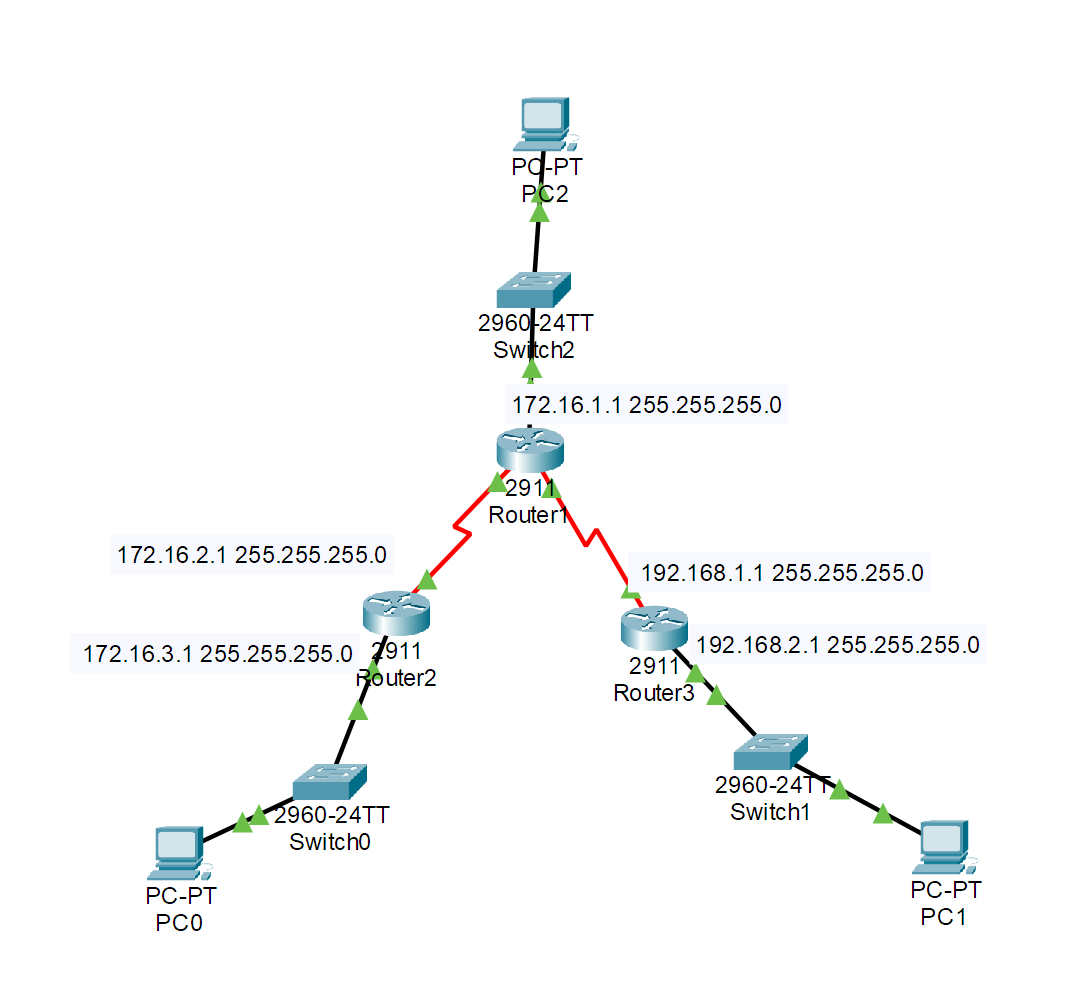 PC-PT
PC2
2960-24TT
Switch2
172.16.1.1 255.255.255.0
2911
Router1
172.16.2.1 255.255.255.0
192.168.1.1 255.255.255.0
172.16.3.1 255.255.255.0
2911
Router2
192.168.2.1 255.255.255.0
2911
Router3
2960-24TT
Switch0
2960-24TT
Switch1
PC-PT
PC0
PC-PT
PC1